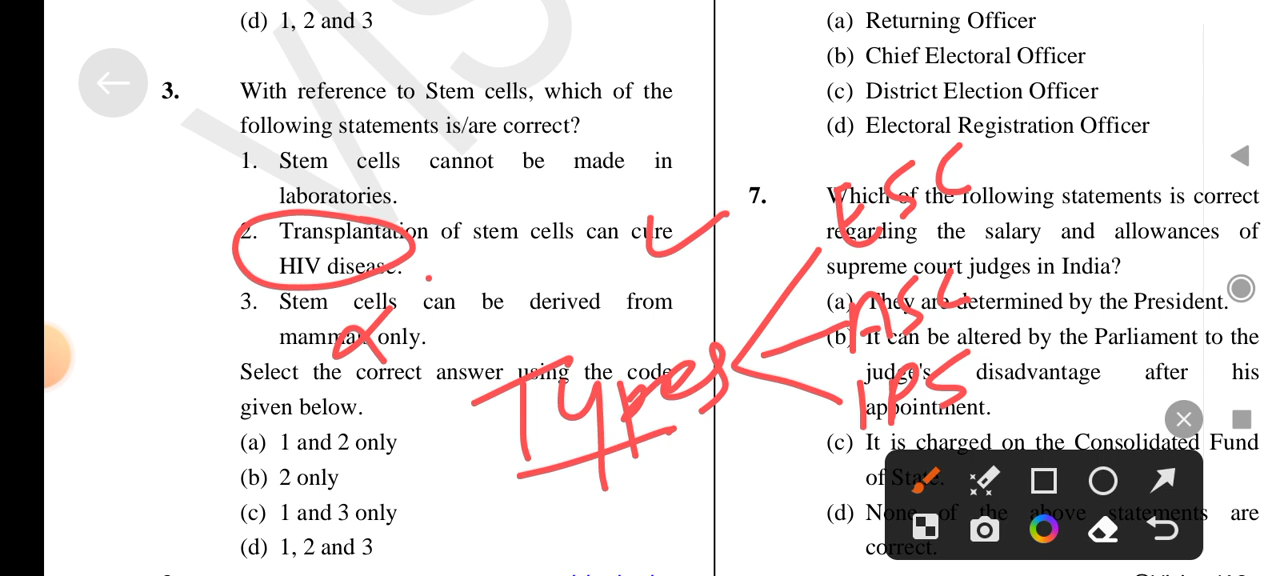 (d) 1, 2 and 3
3. With reference to Stem cells, which of the
following statements is/are correct?
1. Stem cells cannot be made in
laboratories.
2. Transplantation of stem cells can cure
HIV disease.
3. Stem cells can be derived from
mammals only.
Select the correct answer using the code
given below.
(a) 1 and 2 only
(b) 2 only
(c) 1 and 3 only
(d) 1, 2 and 3
Types
ESC
ASC
IPS
(a) Returning Officer
(b) Chief Electoral Officer
(c) District Election Officer
(d) Electoral Registration Officer
7. Which of the following statements is correct
regarding the salary and allowances of
supreme court judges in India?
(a) They are determined by the President.
(b) It can be altered by the Parliament to the
judge's disadvantage after his
appointment.
(c) It is charged on the Consolidated Fund
of State.
(d) None of the above statements are
correct.